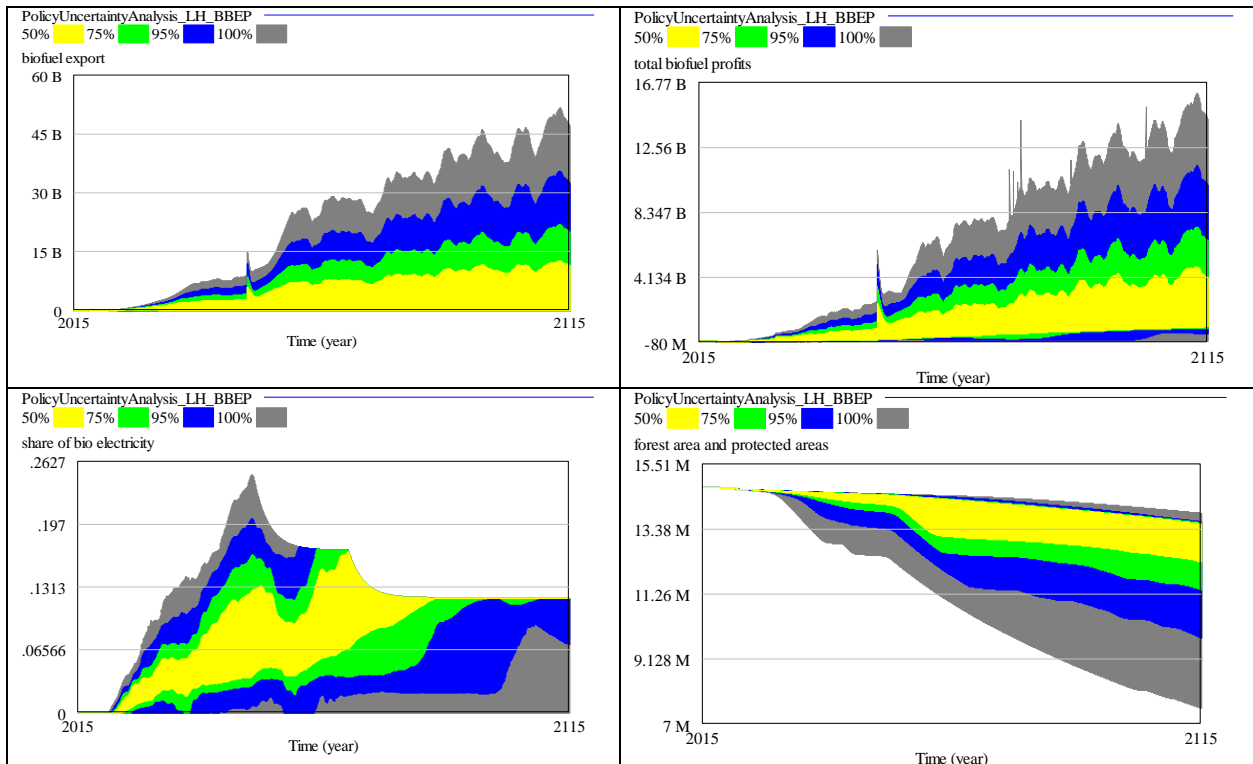 PolicyUncertaintyAnalysis_LH_BBEP
50% 75% 95% 100%
biofuel export
60 B
45 B
30 B
15 B
0
2015 2115
Time (year)
PolicyUncertaintyAnalysis_LH_BBEP
50% 75% 95% 100%
total biofuel profits
16.77 B
12.56 B
8.347 B
4.134 B
-80 M
2015 2115
Time (year)
PolicyUncertaintyAnalysis_LH_BBEP
50% 75% 95% 100%
share of bio electricity
.2627
.197
.1313
.06566
0
2015 2115
Time (year)
PolicyUncertaintyAnalysis_LH_BBEP
50% 75% 95% 100%
forest area and protected areas
15.51 M
13.38 M
11.26 M
9.128 M
7 M
2015 2115
Time (year)